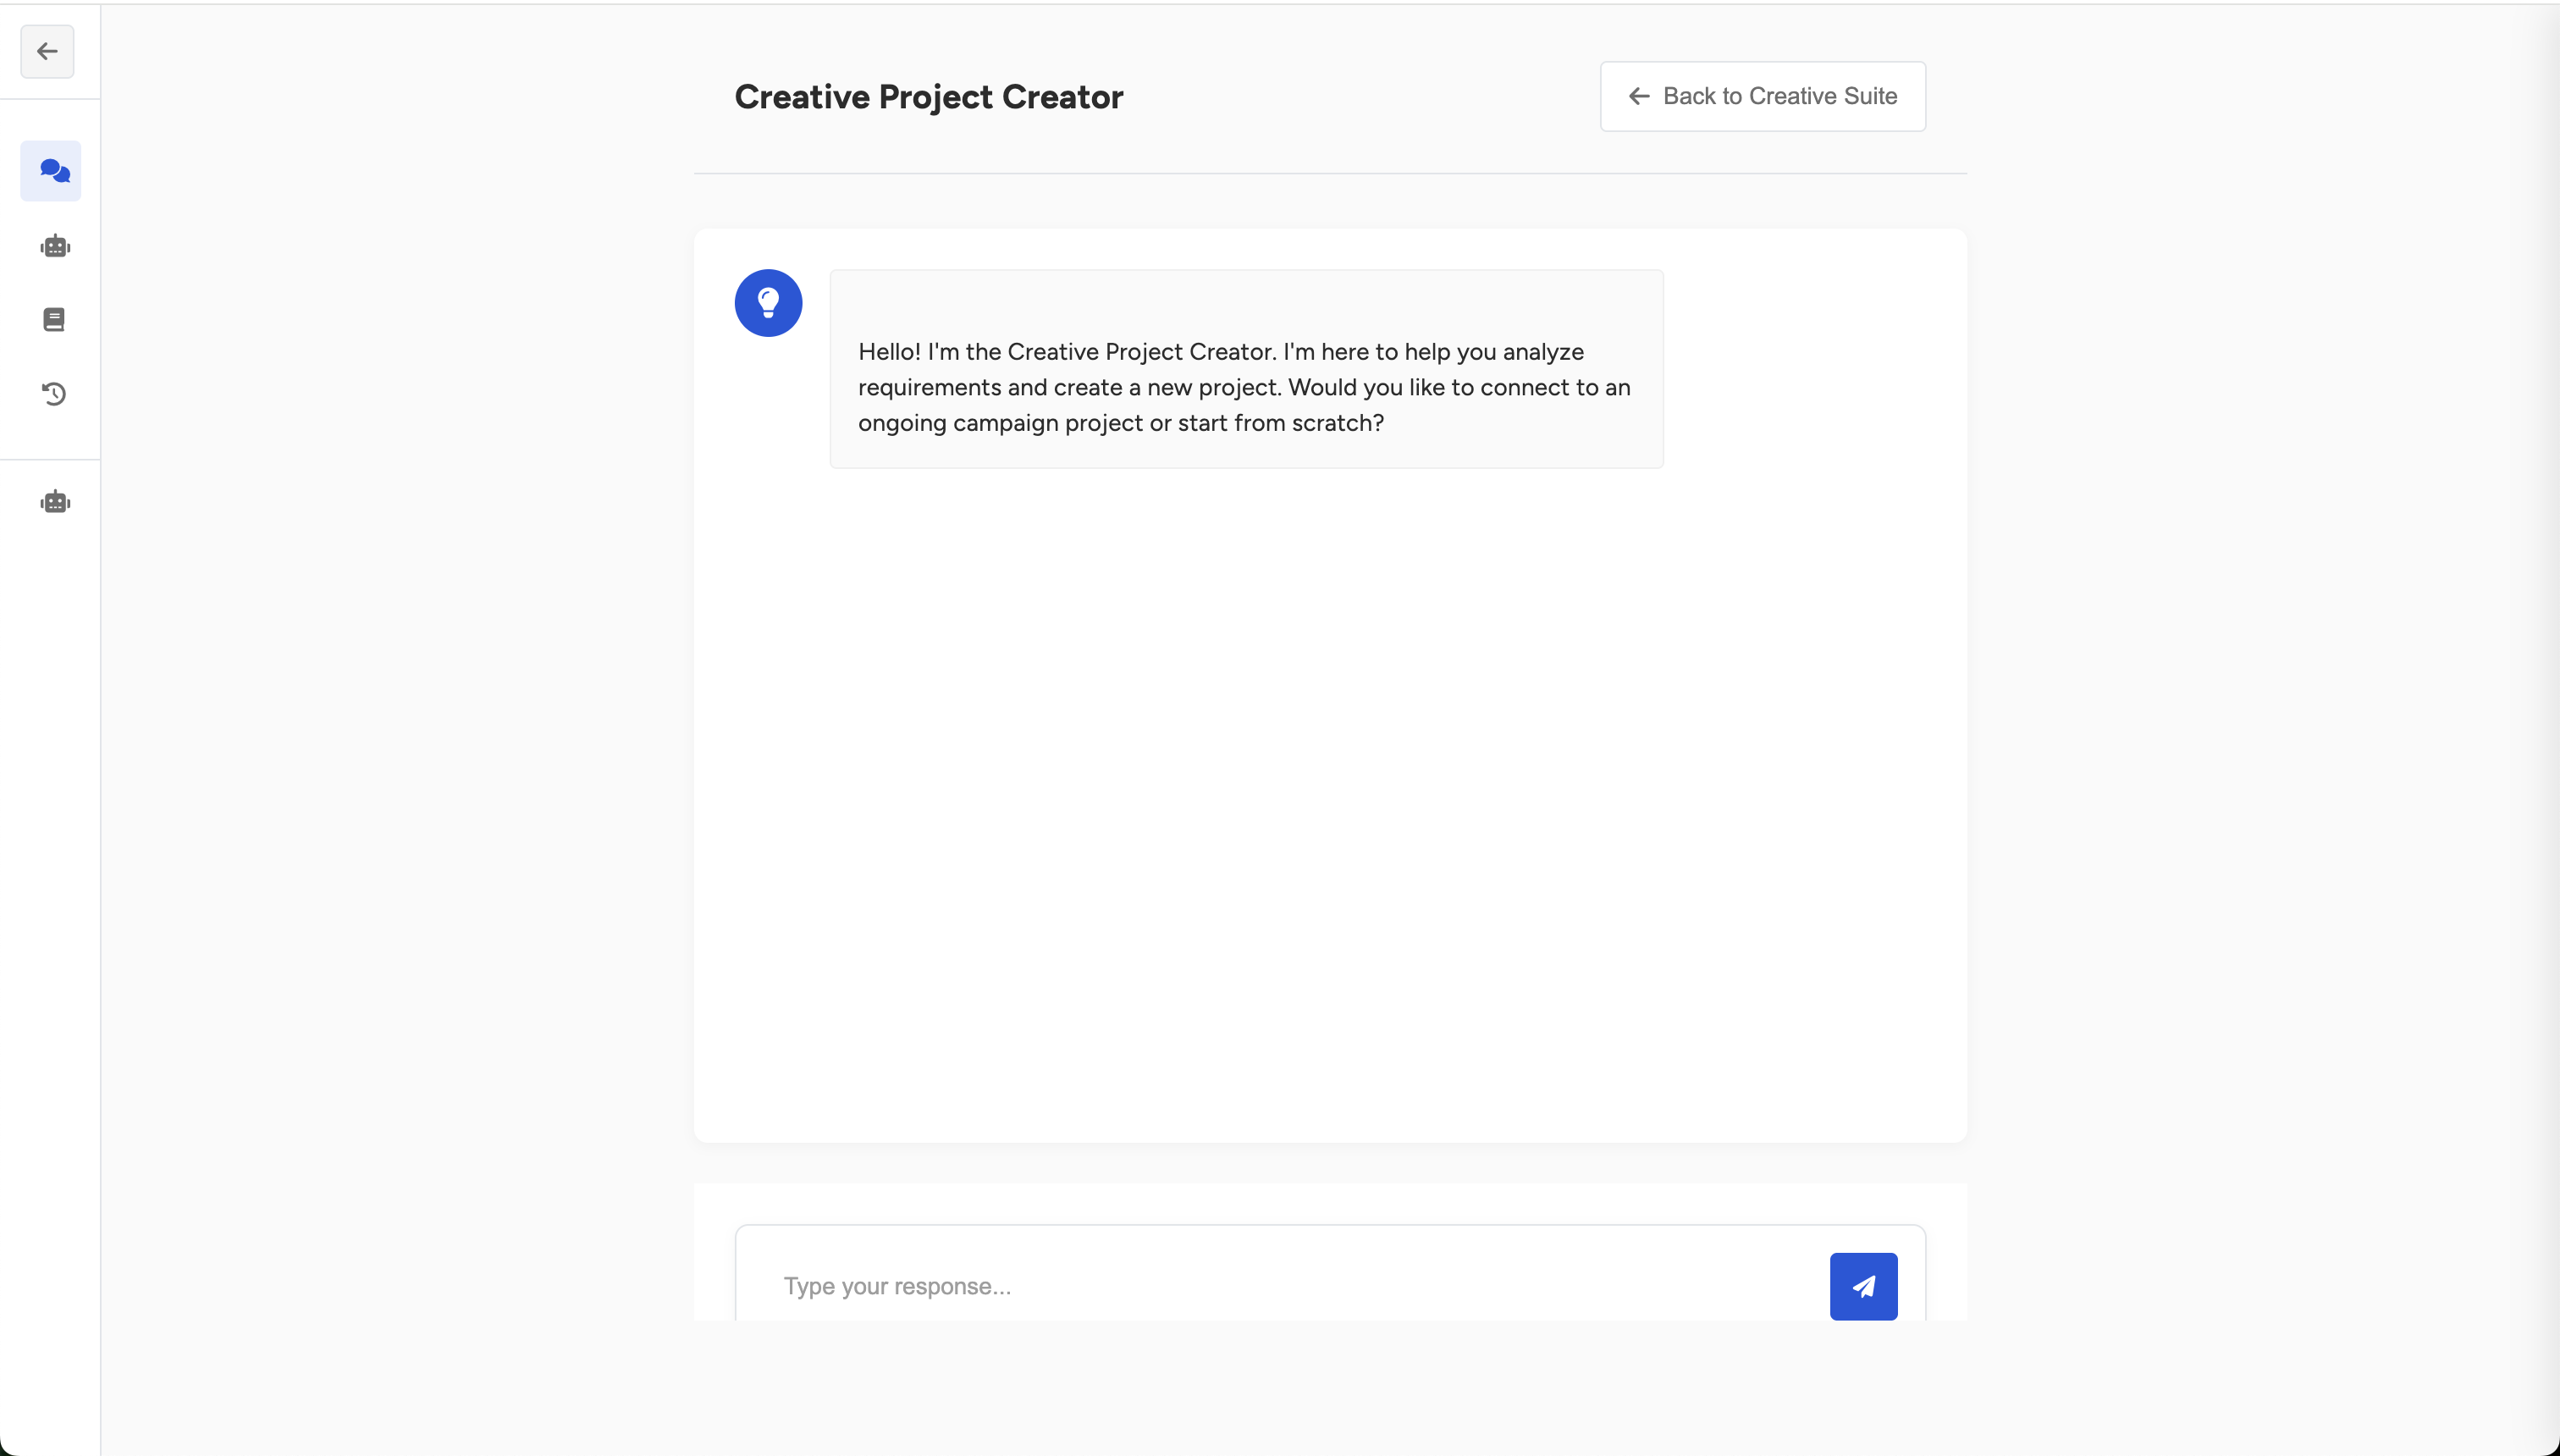 Creative Project Creator
Back to Creative Suite
Hello! I'm the Creative Project Creator. I'm here to help you analyze
requirements and create a new project. Would you like to connect to an
ongoing campaign project or start from scratch?
Type your response...